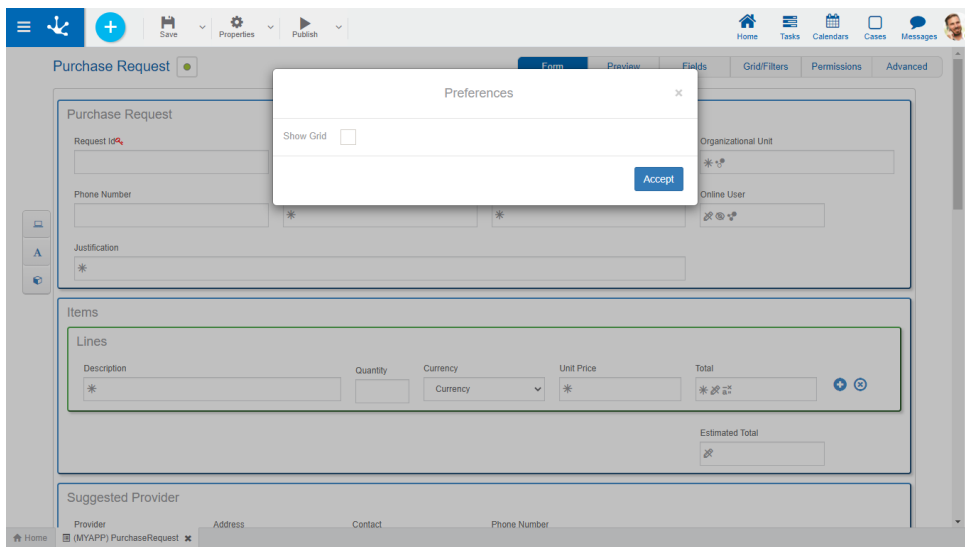 Save
Properties
Publish
Home
Tasks
Calendars
Cases
Messages
Purchase Request
Form
Preview
Fields
Grid/Filters
Permissions
Advanced
Preferences
×
Show Grid
Accept
Purchase Request
Request Id
Organizational Unit
Phone Number
Online User
Justification
A
Items
Lines
Description
Quantity
Currency
Unit Price
Total
Currency
Estimated Total
Suggested Provider
Provider
Address
Contact
Phone Number
Home
(MYAPP) PurchaseRequest